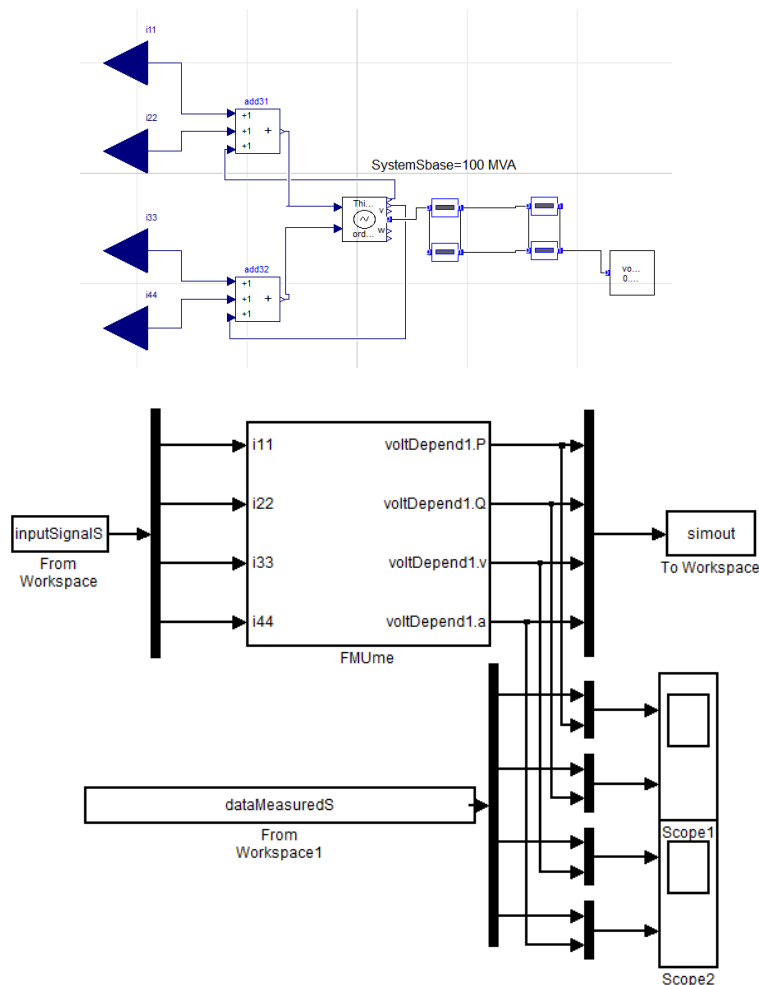 i11
add31
+1
+1
+
+1
i22
SystemSbase=100 MVA
Thi...
v
w
ord...
i33
add32
+1
+1
+
+1
i44
vo...
0....
i11
voltDepend1.P
i22
voltDepend1.Q
inputSignalS
simout
From
Workspace
To Workspace
i33
voltDepend1.v
i44
voltDepend1.a
FMUme
dataMeasuredS
From
Workspace1
Scope1
Scope2